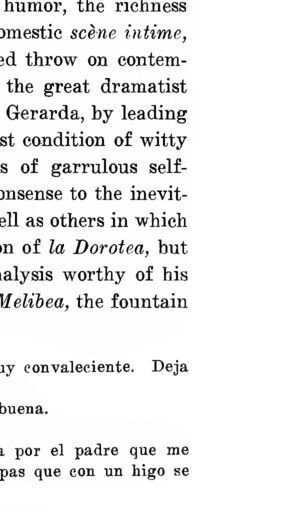 humor, the richness
omestic scène intime,
ed throw on contem-
the great dramatist
Gerarda, by leading
st condition of witty
s of garrulous self-
onsense to the inevit-
ell as others in which
on of la Dorotea, but
nalysis worthy of his
Melibea, the fountain
uy convaleciente. Deja
buena.
a por el padre que me
pas que con un higo se